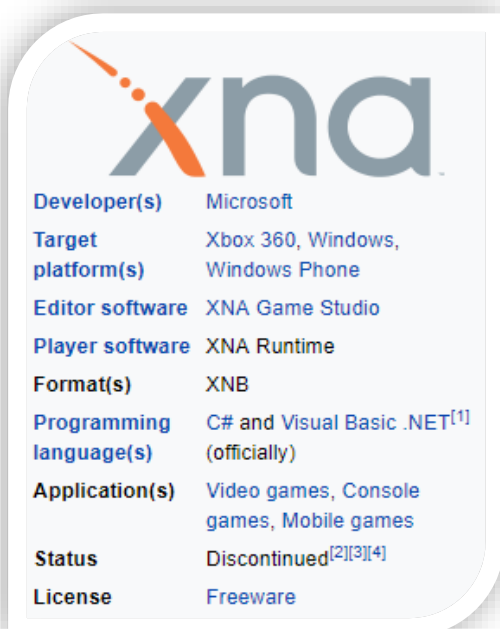 xna
Developer(s) Microsoft
Target Xbox 360, Windows,
platform(s) Windows Phone
Editor software XNA Game Studio
Player software XNA Runtime
Format(s) XNB
Programming C# and Visual Basic .NET[1]
language(s) (officially)
Application(s) Video games, Console
games, Mobile games
Status Discontinued[2][3][4]
License Freeware